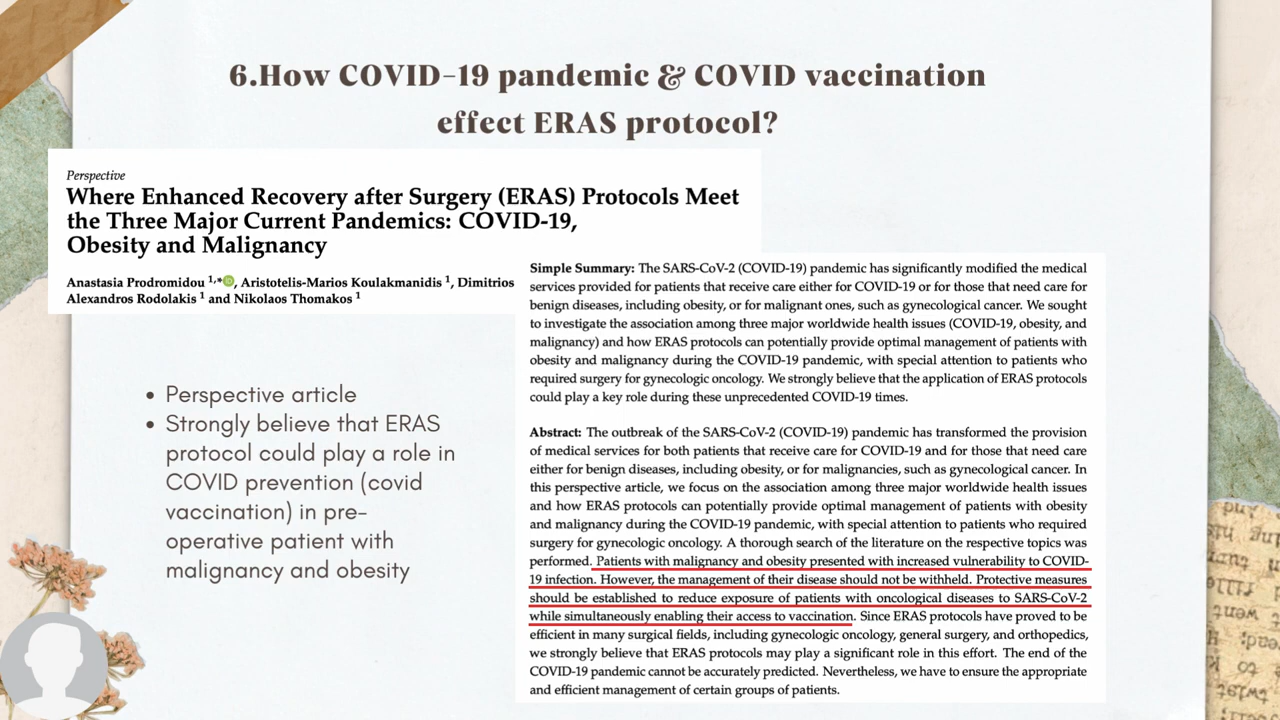 6.How COVID-19 pandemic & COVID vaccination
effect ERAS protocol?
Perspective
Where Enhanced Recovery after Surgery (ERAS) Protocols Meet
the Three Major Current Pandemics: COVID-19,
Obesity and Malignancy
Anastasia Prodromidou 1,*, Aristotelis-Marios Koulakmanidis 1, Dimitrios
Alexandros Rodolakis 1 and Nikolaos Thomakos 1
Simple Summary: The SARS-CoV-2 (COVID-19) pandemic has significantly modified the medical
services provided for patients that receive care either for COVID-19 or for those that need care for
benign diseases, including obesity, or for malignant ones, such as gynecological cancer. We sought
to investigate the association among three major worldwide health issues (COVID-19, obesity, and
malignancy) and how ERAS protocols can potentially provide optimal management of patients with
obesity and malignancy during the COVID-19 pandemic, with special attention to patients who
required surgery for gynecologic oncology. We strongly believe that the application of ERAS protocols
could play a key role during these unprecedented COVID-19 times.
Abstract: The outbreak of the SARS-CoV-2 (COVID-19) pandemic has transformed the provision
of medical services for both patients that receive care for COVID-19 and for those that need care
either for benign diseases, including obesity, or for malignancies, such as gynecological cancer. In
this perspective article, we focus on the association among three major worldwide health issues
and how ERAS protocols can potentially provide optimal management of patients with obesity
and malignancy during the COVID-19 pandemic, with special attention to patients who required
surgery for gynecologic oncology. A thorough search of the literature on the respective topics was
performed. Patients with malignancy and obesity presented with increased vulnerability to COVID-
19 infection. However, the management of their disease should not be withheld. Protective measures
should be established to reduce exposure of patients with oncological diseases to SARS-CoV-2
while simultaneously enabling their access to vaccination. Since ERAS protocols have proved to be
efficient in many surgical fields, including gynecologic oncology, general surgery, and orthopedics,
we strongly believe that ERAS protocols may play a significant role in this effort. The end of the
COVID-19 pandemic cannot be accurately predicted. Nevertheless, we have to ensure the appropriate
and efficient management of certain groups of patients.
• Perspective article
• Strongly believe that ERAS
protocol could play a role in
COVID prevention (covid
vaccination) in pre-
operative patient with
malignancy and obesity